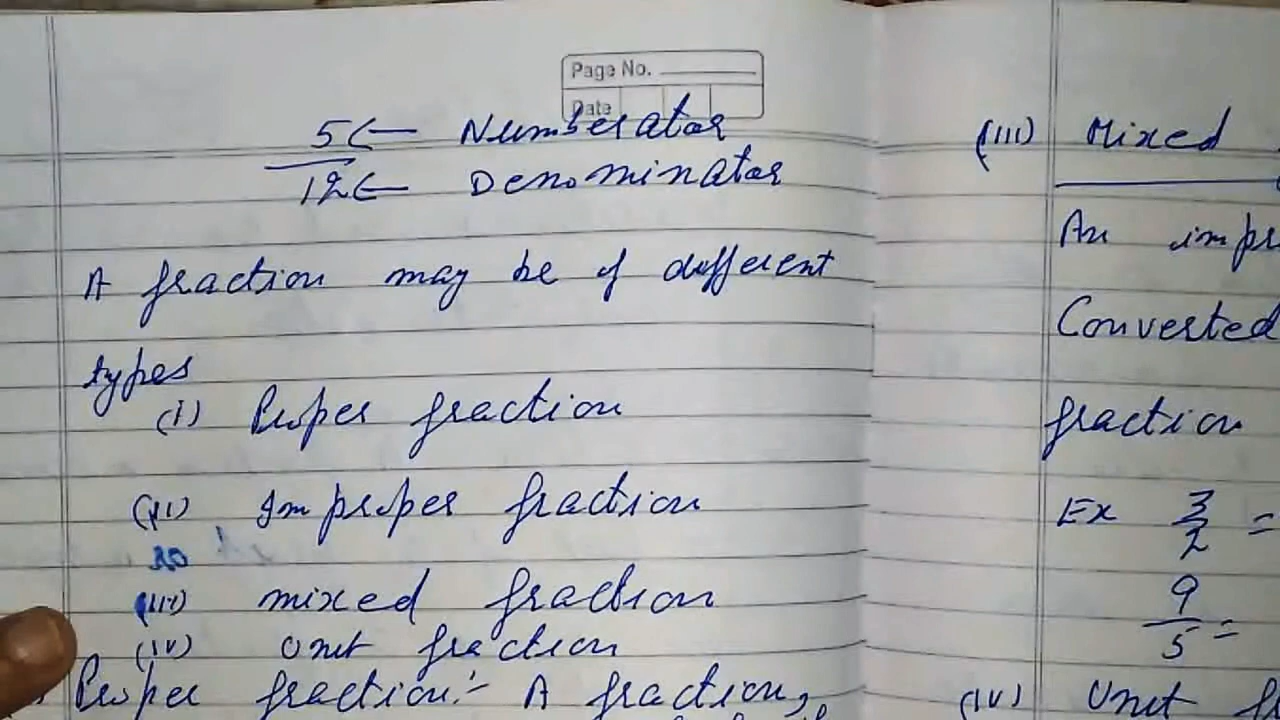 Page No.
Date
5 ← Numberator
12 ← Denominator
A fraction may be of different
types
(i) Proper fraction
(ii) Improper fraction
(iii) mixed fraction
(iv) Unit fraction
Proper fraction:- A fraction,
(iii) Mixed
An impr
Converted
fraction
Ex 3/2 =
9/5 =
(iv) Unit fr